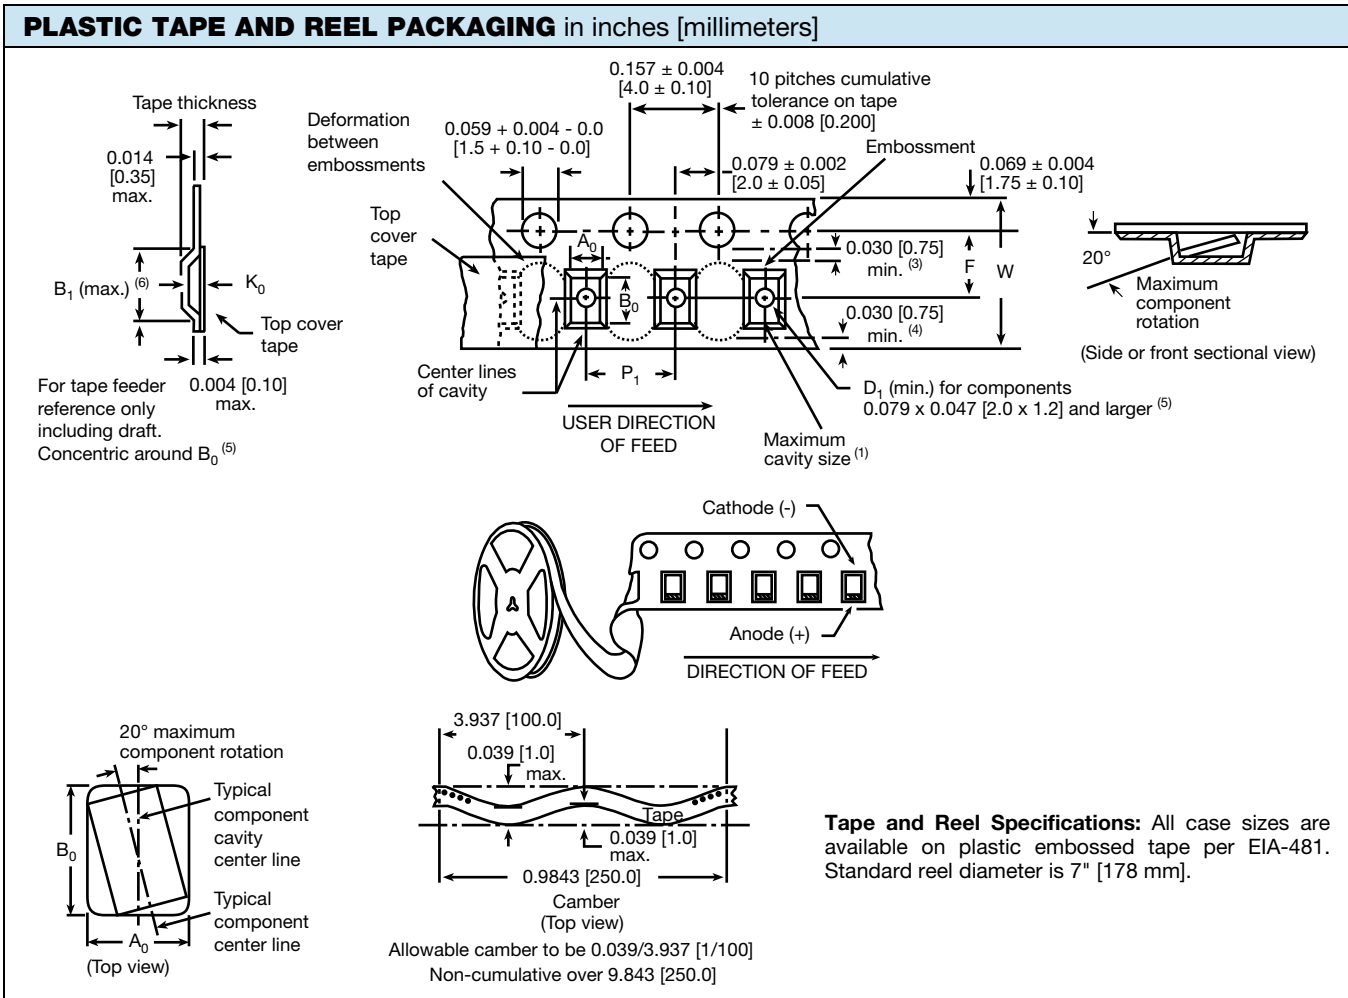 PLASTIC TAPE AND REEL PACKAGING in inches [millimeters]
Tape thickness
0.014
[0.35]
max.
B1 (max.) (6)
K0
Top cover
tape
For tape feeder
reference only
including draft.
Concentric around B0 (5)
0.004 [0.10]
max.
Deformation
between
embossments
Top
cover
tape
0.059 + 0.004 - 0.0
[1.5 + 0.10 - 0.0]
0.157 ± 0.004
[4.0 ± 0.10]
10 pitches cumulative
tolerance on tape
± 0.008 [0.200]
0.079 ± 0.002
[2.0 ± 0.05]
Embossment
0.069 ± 0.004
[1.75 ± 0.10]
A0
B0
0.030 [0.75]
min. (3)
F
W
0.030 [0.75]
min. (4)
Center lines
of cavity
P1
USER DIRECTION
OF FEED
D1 (min.) for components
0.079 x 0.047 [2.0 x 1.2] and larger (5)
Maximum
cavity size (1)
20°
Maximum
component
rotation
(Side or front sectional view)
Cathode (-)
Anode (+)
DIRECTION OF FEED
20° maximum
component rotation
Typical
component
cavity
center line
B0
Typical
component
center line
A0
(Top view)
3.937 [100.0]
0.039 [1.0]
max.
Tape
0.039 [1.0]
max.
0.9843 [250.0]
Camber
(Top view)
Allowable camber to be 0.039/3.937 [1/100]
Non-cumulative over 9.843 [250.0]
Tape and Reel Specifications: All case sizes are
available on plastic embossed tape per EIA-481.
Standard reel diameter is 7" [178 mm].